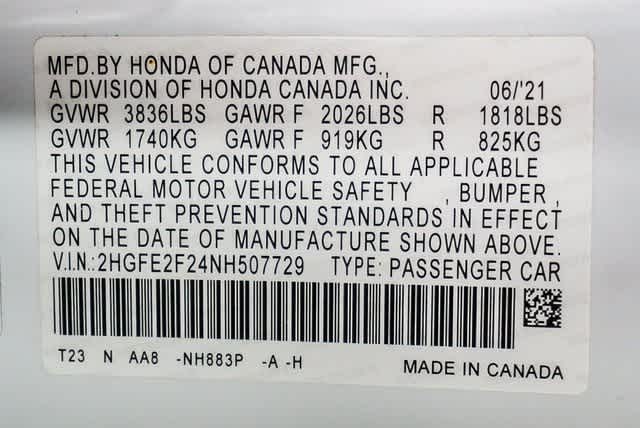 MFD.BY HONDA OF CANADA MFG.,
A DIVISION OF HONDA CANADA INC. 06/'21
GVWR 3836LBS GAWR F 2026LBS R 1818LBS
GVWR 1740KG GAWR F 919KG R 825KG
THIS VEHICLE CONFORMS TO ALL APPLICABLE
FEDERAL MOTOR VEHICLE SAFETY , BUMPER ,
AND THEFT PREVENTION STANDARDS IN EFFECT
ON THE DATE OF MANUFACTURE SHOWN ABOVE.
V.I.N.:2HGFE2F24NH507729 TYPE: PASSENGER CAR
T23 N AA8 -NH883P -A -H MADE IN CANADA